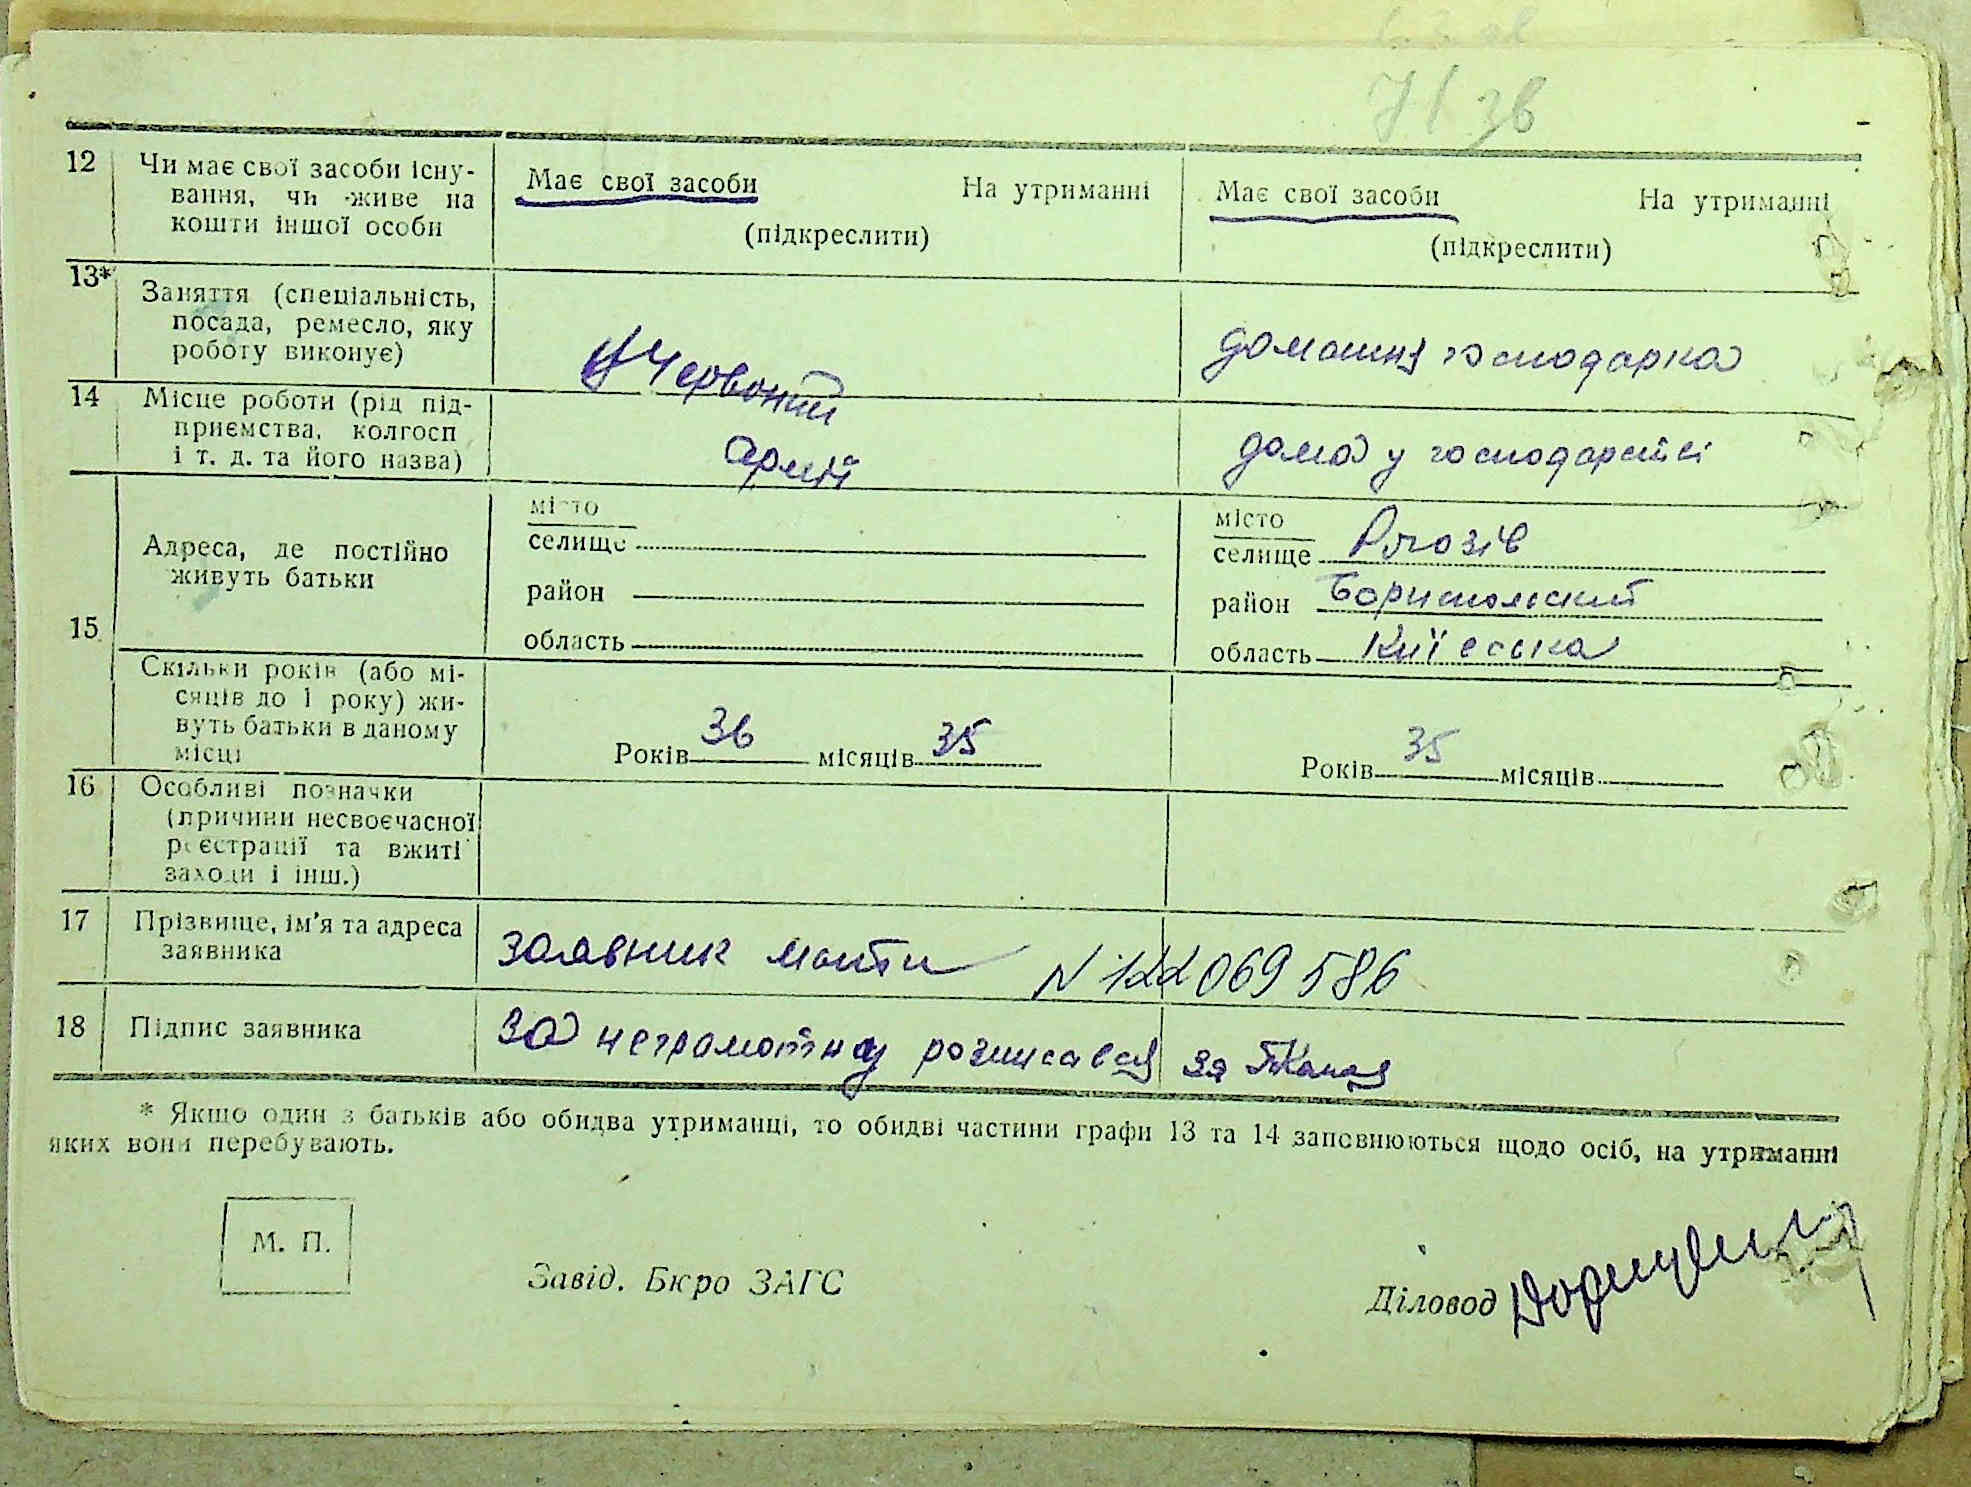 71 зв
12 Чи має свої засоби існу-
вання, чи живе на
кошти іншої особи
Має свої засоби На утриманні
(підкреслити)
Має свої засоби На утриманні
(підкреслити)
13* Заняття (спеціальність,
посада, ремесло, яку
роботу виконує)
У Червоній
домашня господарка
14 Місце роботи (рід під-
приємства, колгосп
і т. д. та його назва)
армії
дома у господарстві
15 Адреса, де постійно
живуть батьки
місто
селище
район
область
місто
селище Рогозів
район Бориспольский
область Київська
Скільки років (або мі-
сяців до 1 року) жи-
вуть батьки в даному
місці
Років 36 місяців 35
Років 35 місяців
16 Особливі позначки
(причини несвоєчасної
реєстрації та вжиті
заходи і інш.)
17 Прізвище, ім'я та адреса
заявника
заявник мати N 122069586
18 Підпис заявника
за неграмотну розписався за
* Якщо один з батьків або обидва утриманці, то обидві частини графи 13 та 14 заповнюються щодо осіб, на утриманні
яких вони перебувають.
М. П.
Завід. Бюро ЗАГС
Діловод